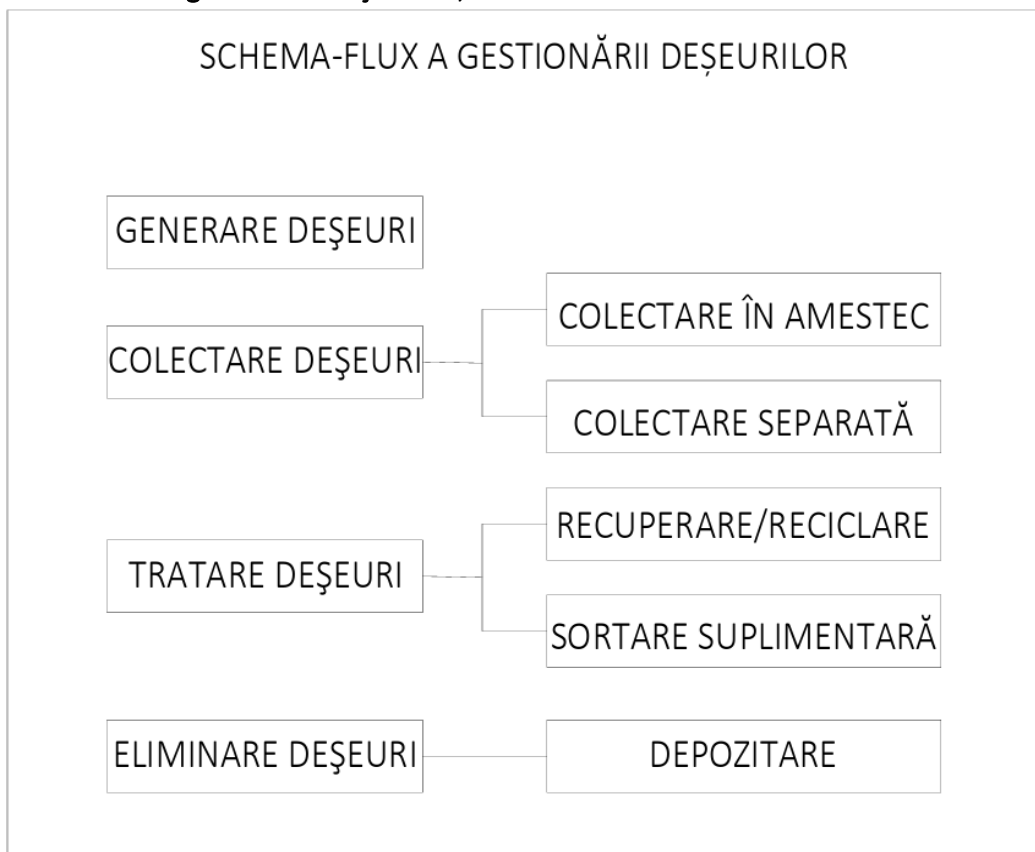 SCHEMA-FLUX A GESTIONĂRII DEȘEURILOR
GENERARE DEŞEURI
COLECTARE DEŞEURI
COLECTARE ÎN AMESTEC
COLECTARE SEPARATĂ
TRATARE DEŞEURI
RECUPERARE/RECICLARE
SORTARE SUPLIMENTARĂ
ELIMINARE DEŞEURI
DEPOZITARE